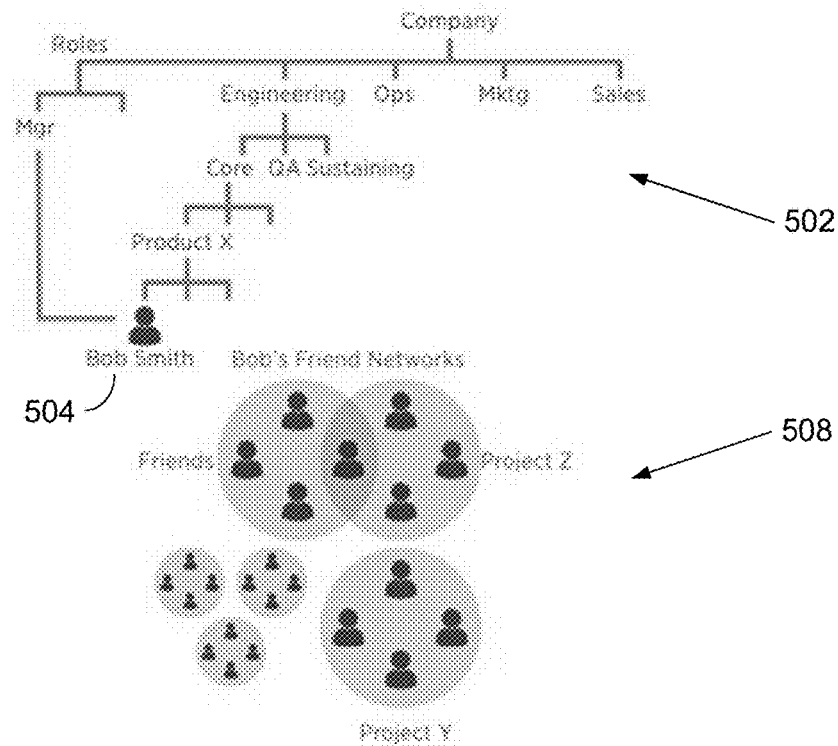 Company
Roles
Engineering Ops Mktg Sales
Mgr
Core QA Sustaining
502
Product X
Bob Smith Bob's Friend Networks
504
508
Friends Project Z
Project Y